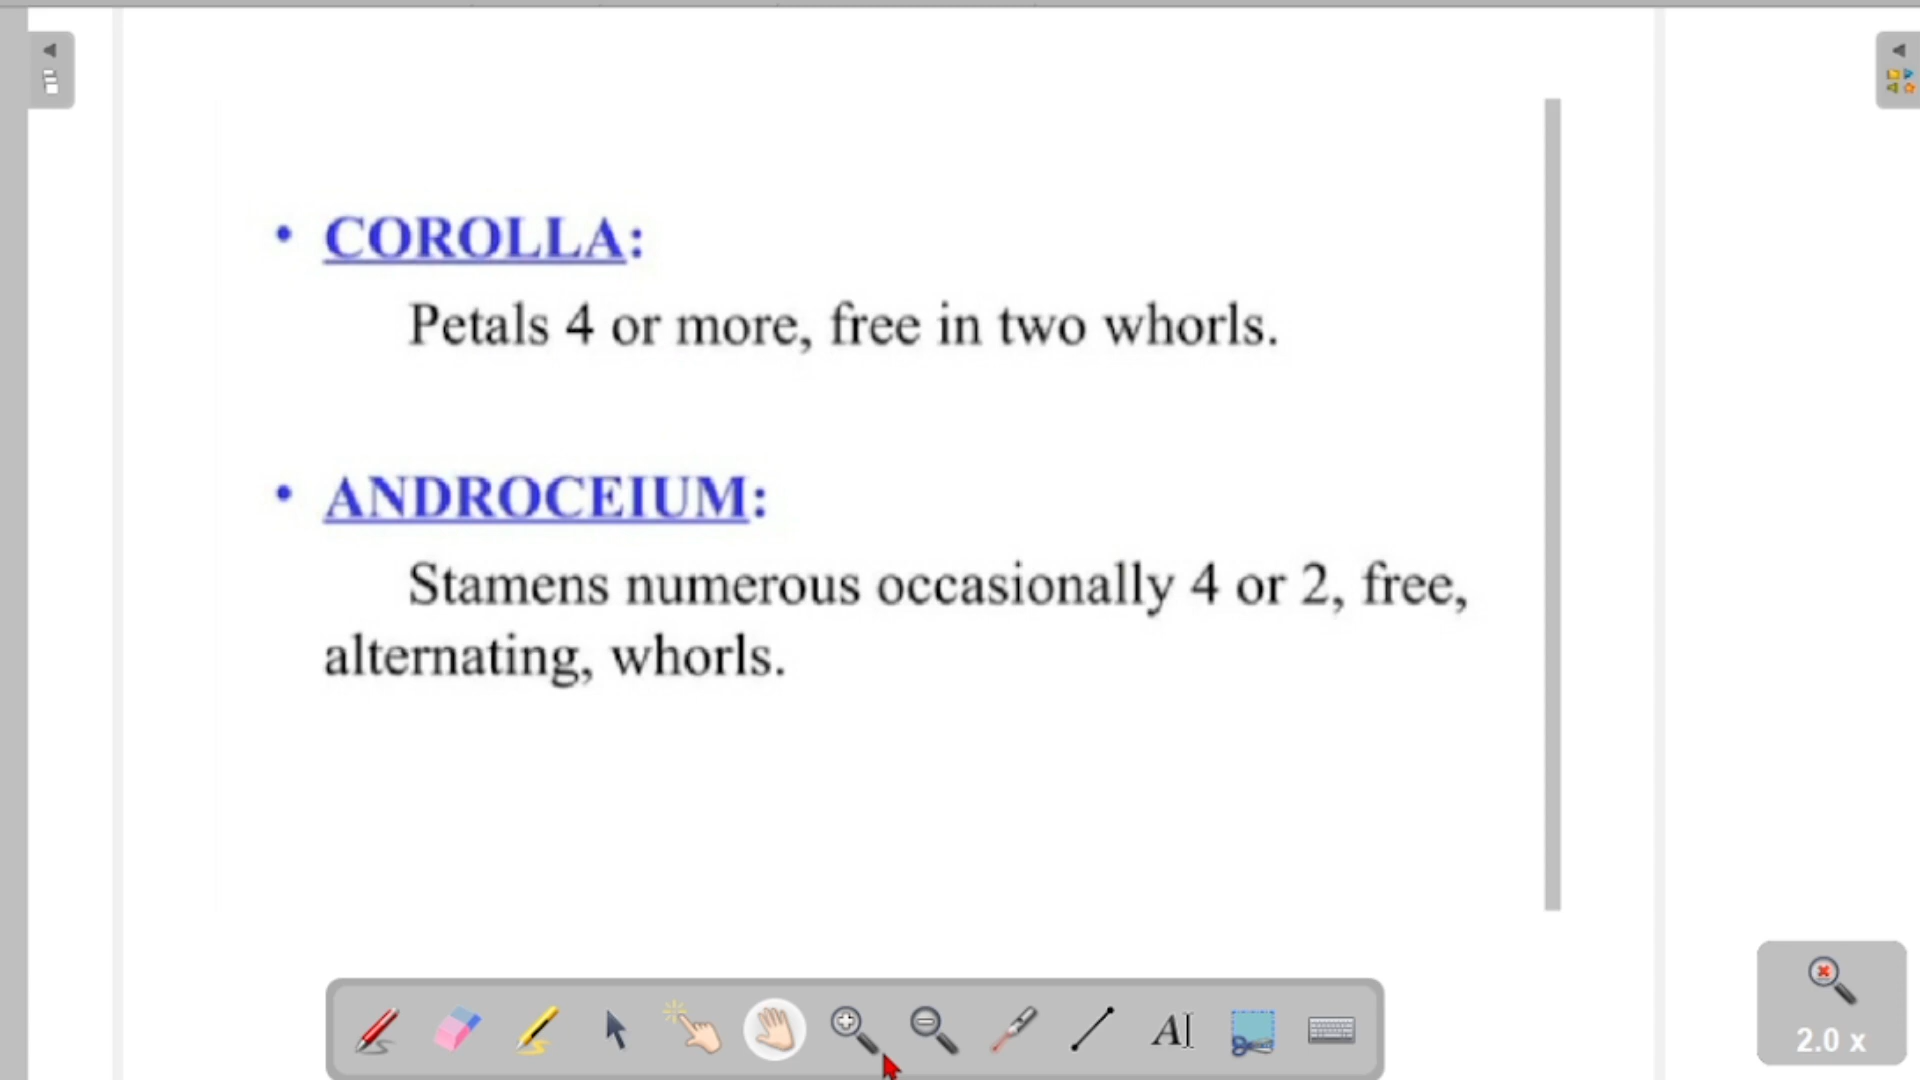 • COROLLA:
Petals 4 or more, free in two whorls.
• ANDROCEIUM:
Stamens numerous occasionally 4 or 2, free,
alternating, whorls.
A
2.0 x